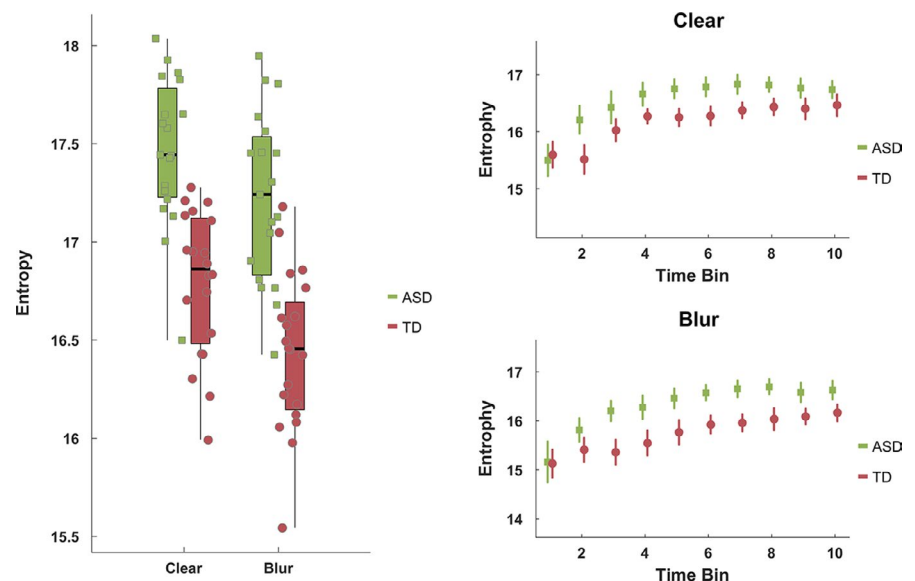 18
17.5
17
16.5
16
15.5
Entropy
Clear
Blur
ASD
TD
Clear
17
16
15
Entrophy
2
4
6
8
10
Time Bin
ASD
TD
Blur
17
16
15
14
Entrophy
2
4
6
8
10
Time Bin
ASD
TD